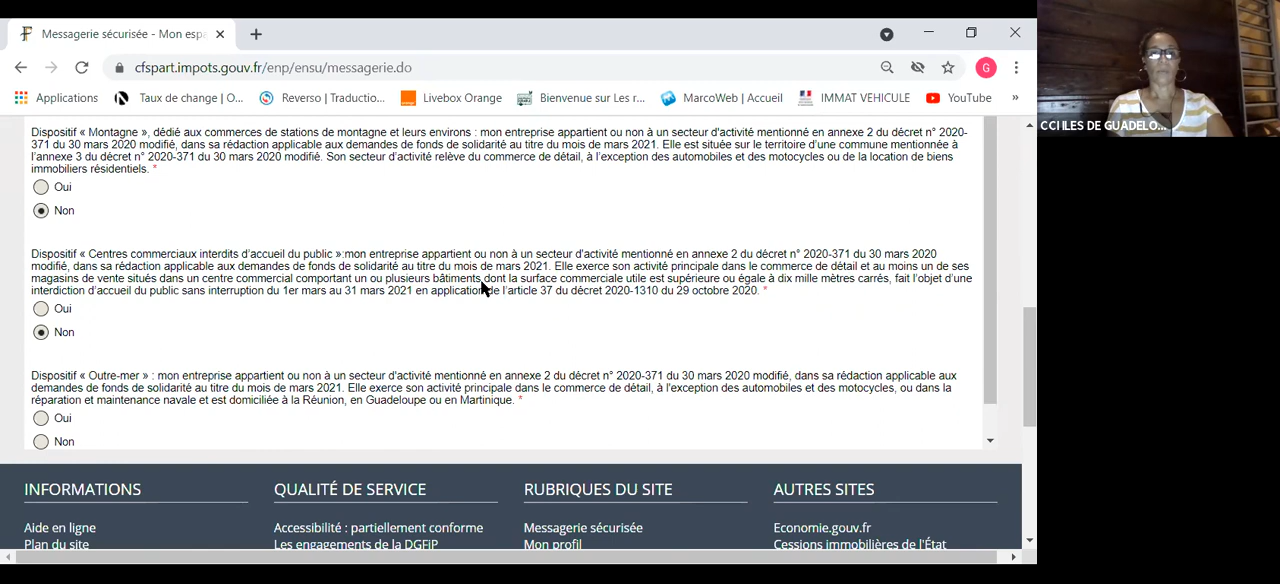 Messagerie sécurisée - Mon esp
cfspart.impots.gouv.fr/enp/ensu/messagerie.do
G
Applications
Taux de change | O...
Reverso | Traductio...
Livebox Orange
Bienvenue sur Les r...
MarcoWeb | Accueil
IMMAT VEHICULE
YouTube
»
CCI ILES DE GUADELO...
Dispositif « Montagne », dédié aux commerces de stations de montagnes et leurs environs : mon entreprise appartient ou non à un secteur d'activité mentionné en annexe 2 du décret n° 2020-
371 du 30 mars 2020 modifié, dans sa rédaction applicable aux demandes de fonds de solidarité au titre du mois de mars 2021. Elle est située sur le territoire d'une commune mentionnée à
l'annexe 3 du décret n°2020-371 du 30 mars 2020 modifié. Son secteur d'activité relève du commerce de détail, à l'exception des automobiles et des motocycles ou de la location de biens
immobiliers résidentiels. *
Oui
Non
Dispositif « Centres commerciaux interdits d'accueil du public »:mon entreprise appartient ou non à un secteur d'activité mentionné en annexe 2 du décret n° 2020-371 du 30 mars 2020
modifié, dans sa rédaction applicable aux demandes de fonds de solidarité au titre du mois de mars 2021. Elle exerce son activité principale dans le commerce de détail et au moins un de ses
magasins de vente situés dans un centre commercial comportant un ou plusieurs bâtiments dont la surface commerciale utile est supérieure ou égale à dix mille mètres carrés, fait l'objet d'une
interdiction d'accueil du public sans interruption du 1er mars au 31 mars 2021 en application de l'article 37 du décret 2020-1310 du 29 octobre 2020. *
Oui
Non
Dispositif « Outre-mer » : mon entreprise appartient ou non à un secteur d'activité mentionné en annexe 2 du décret n° 2020-371 du 30 mars 2020 modifié, dans sa rédaction applicable aux
demandes de fonds de solidarité au titre du mois de mars 2021. Elle exerce son activité principale dans le commerce de détail, à l'exception des automobiles et des motocycles, ou dans la
réparation et maintenance navale et est domiciliée à la Réunion, en Guadeloupe ou en Martinique. *
Oui
Non
INFORMATIONS
QUALITÉ DE SERVICE
RUBRIQUES DU SITE
AUTRES SITES
Aide en ligne
Accessibilité : partiellement conforme
Messagerie sécurisée
Economie.gouv.fr
Plan du site
Les engagements de la DGFiP
Mon profil
Cessions immobilières de l'État